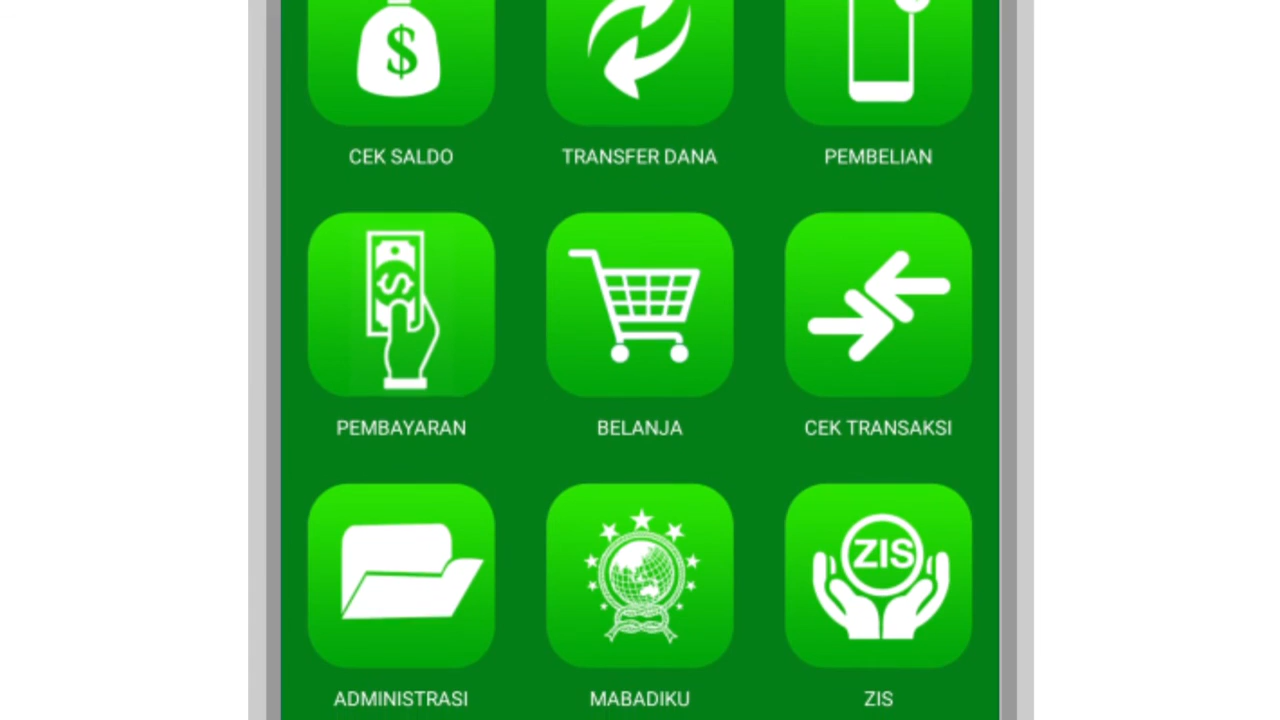 $
CEK SALDO
TRANSFER DANA
PEMBELIAN
$
PEMBAYARAN
BELANJA
CEK TRANSAKSI
ZIS
ADMINISTRASI
MABADIKU
ZIS